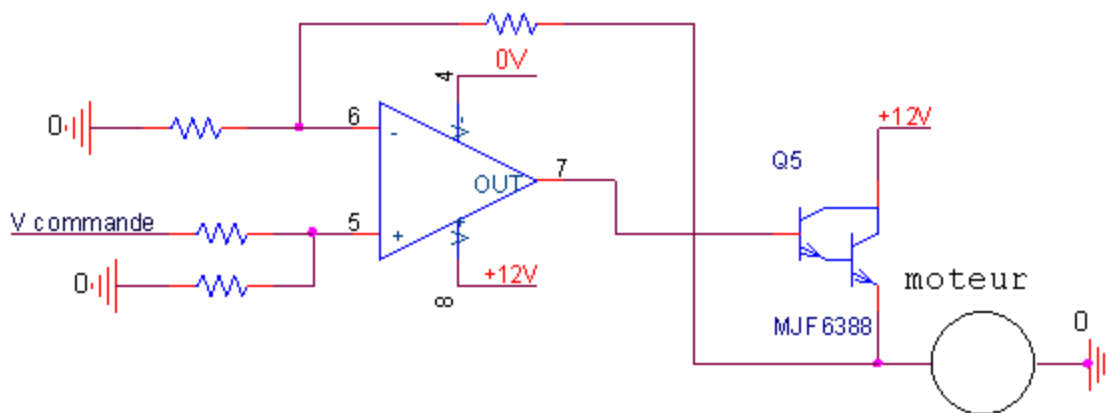 4
0V
0
6
-
V-
+12V
Q5
OUT
7
V commande
5
+
V+
0
+12V
8
moteur
0
MJF6388